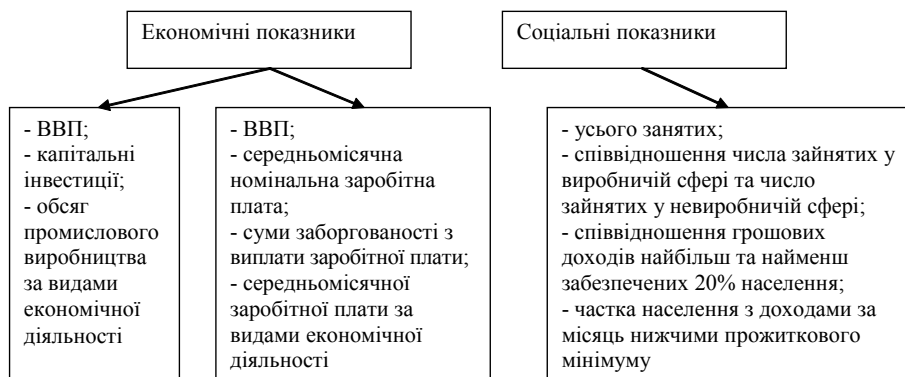 Економічні показники
Соціальні показники
- ВВП;
- капітальні
інвестиції;
- обсяг
промислового
виробництва
за видами
економічної
діяльності
- ВВП;
- середньомісячна
номінальна заробітна
плата;
- суми заборгованості з
виплати заробітної плати;
- середньомісячної
заробітної плати за
видами економічної
діяльності
- усього занятих;
- співвідношення числа зайнятих у
виробничій сфері та число
зайнятих у невиробничій сфері;
- співвідношення грошових
доходів найбільш та найменш
забезпечених 20% населення;
- частка населення з доходами за
місяць нижчими прожиткового
мінімуму